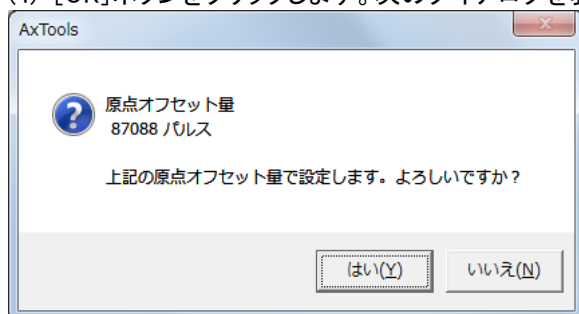 (4) [OK]ボタンをクリックします。次のダイアログを
AxTools
原点オフセット量
87088 パルス
上記の原点オフセット量で設定します。よろしいですか?
はい(Y)
いいえ(N)